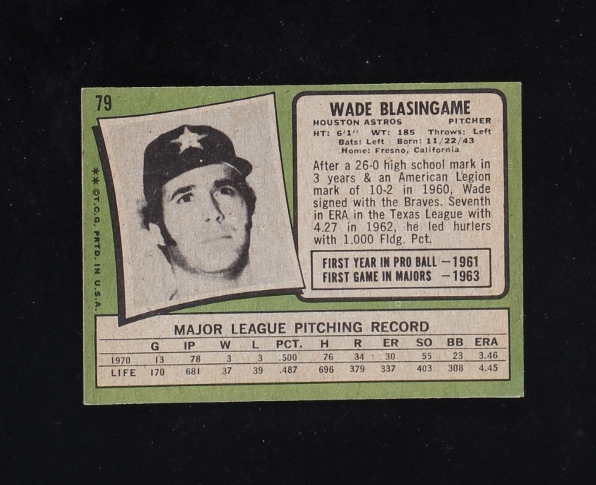 79
WADE BLASINGAME
HOUSTON ASTROS PITCHER
HT: 6'1" WT: 185 Throws: Left
Bats: Left Born: 11/22/43
Home: Fresno, California
After a 26-0 high school mark in
3 years & an American Legion
mark of 10-2 in 1960, Wade
signed with the Braves. Seventh
in ERA in the Texas League with
4.27 in 1962, he led hurlers
with 1.000 Fldg. Pct.
FIRST YEAR IN PRO BALL –1961
FIRST GAME IN MAJORS –1963
**©T.C.G. PRTD. IN U.S.A.
MAJOR LEAGUE PITCHING RECORD
G IP W L PCT. H R ER SO BB ERA
1970 13 78 3 3 .500 76 34 30 55 23 3.46
LIFE 170 681 37 39 .487 696 379 337 403 308 4.45